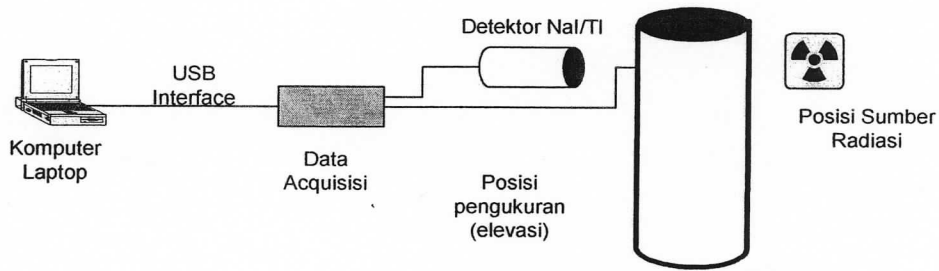 Detektor NaI/Tl
USB
Interface
Komputer
Laptop
Data
Acquisisi
Posisi
pengukuran
(elevasi)
Posisi Sumber
Radiasi